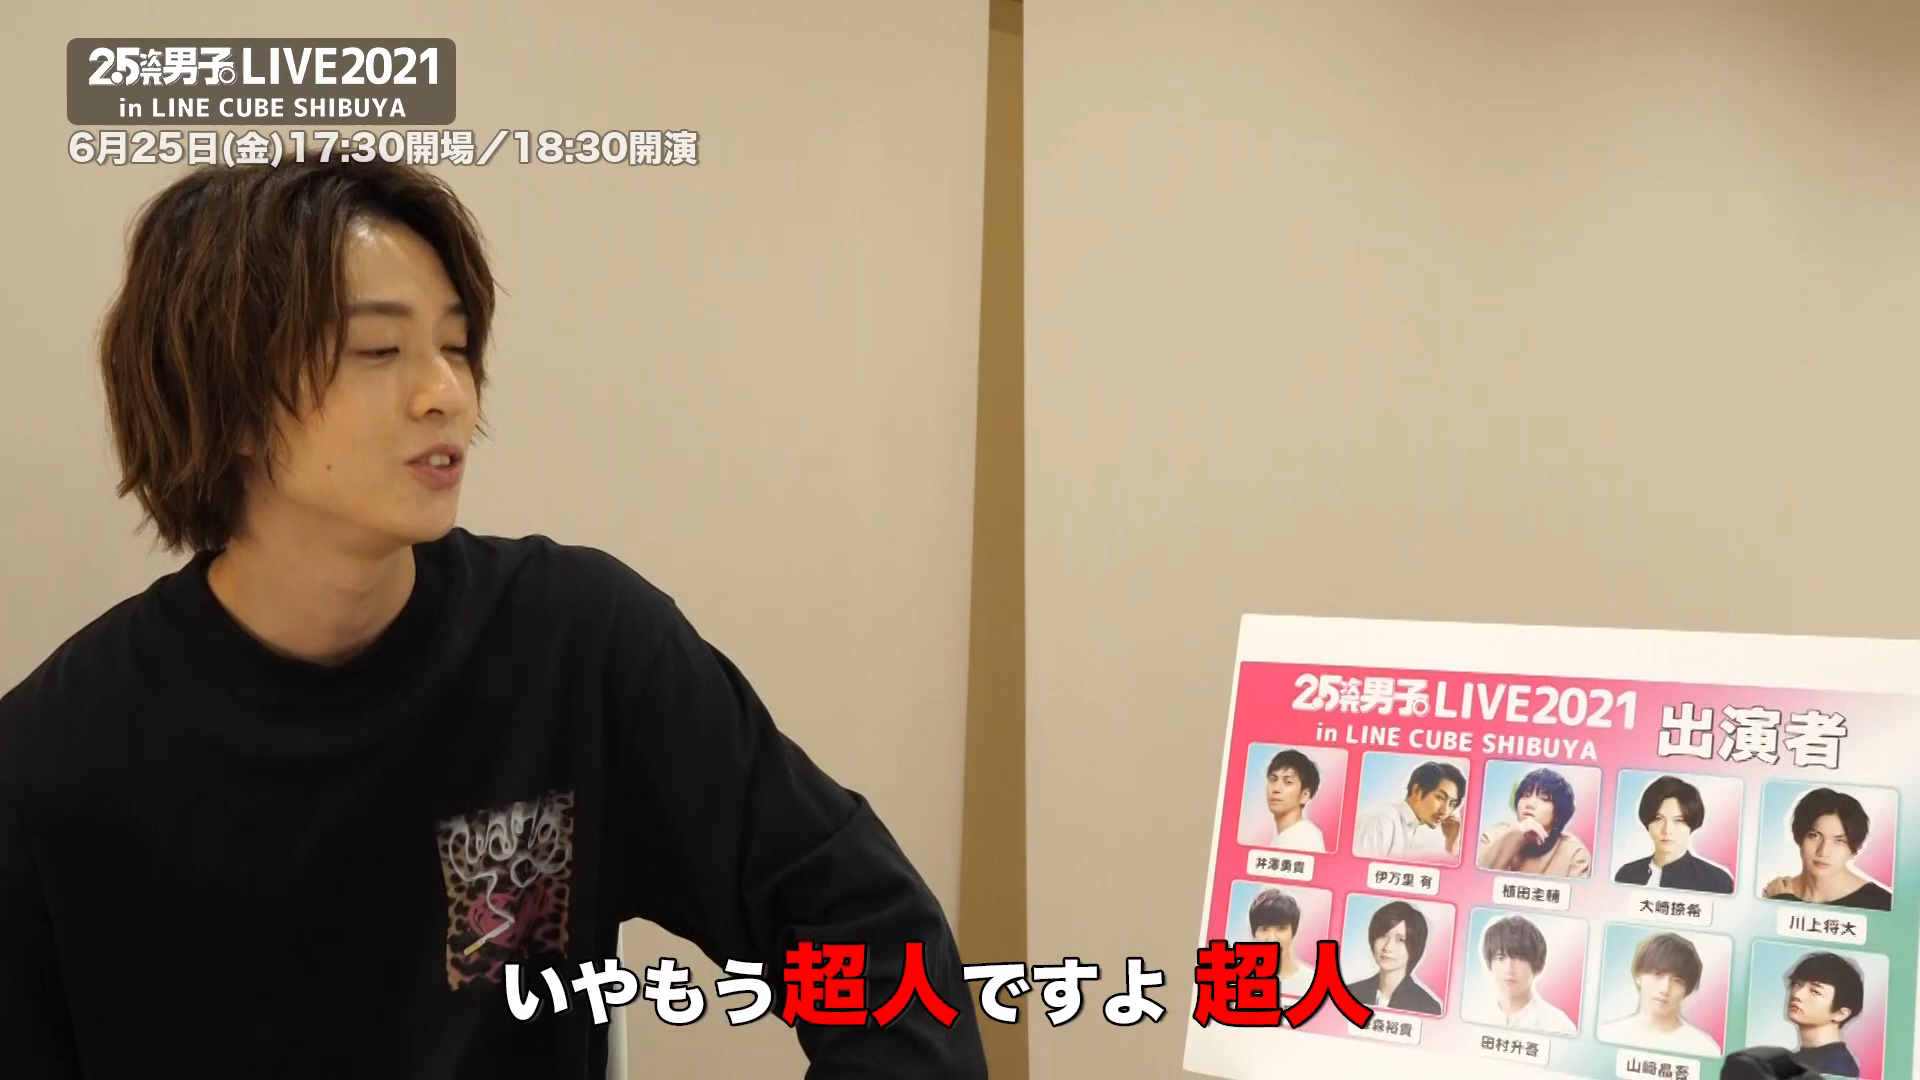 2.5次元男子。LIVE2021
in LINE CUBE SHIBUYA
6月25日(金)17:30開場／18:30開演
2.5次元男子。LIVE2021
in LINE CUBE SHIBUYA
出演者
井澤勇貴
伊万里 有
植田圭輔
大崎捺希
川上将大
森裕貴
田村升吾
山﨑晶吾
いやもう超人ですよ 超人